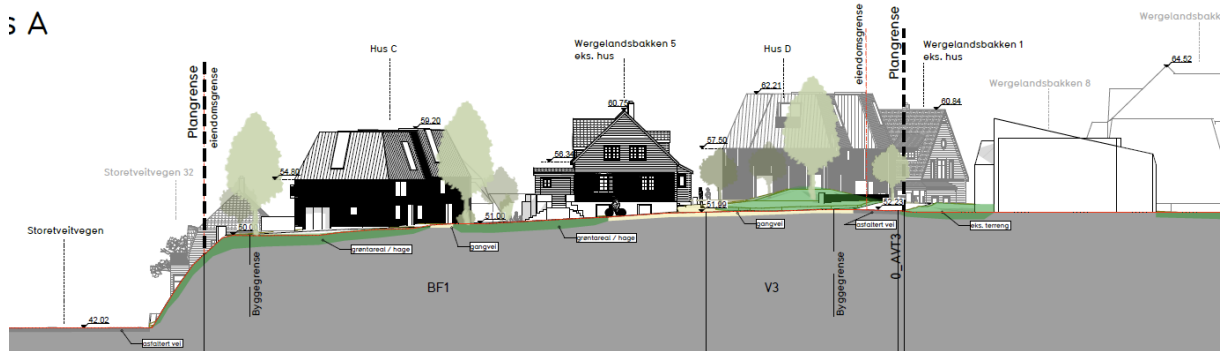 s A
Plangrense
eiendomsgrense
Hus C
Wergelandsbakken 5
eks. hus
Hus D
eiendomsgrense
Plangrense
Wergelandsbakken 1
eks. hus
Wergelandsbakk
64.52
Wergelandsbakken 8
62.21
60.75
60.84
59.20
57.50
56.34
54.80
Storetveitvegen 32
Storetveitvegen
50.0
51.00
51.99
52.23
grøntareal / hage
gangvei
grøntareal / hage
gangvei
asfaltert vei
eks. terreng
Byggegrense
BF1
V3
Byggegrense
0_AVT3
42.02
asfaltert vei